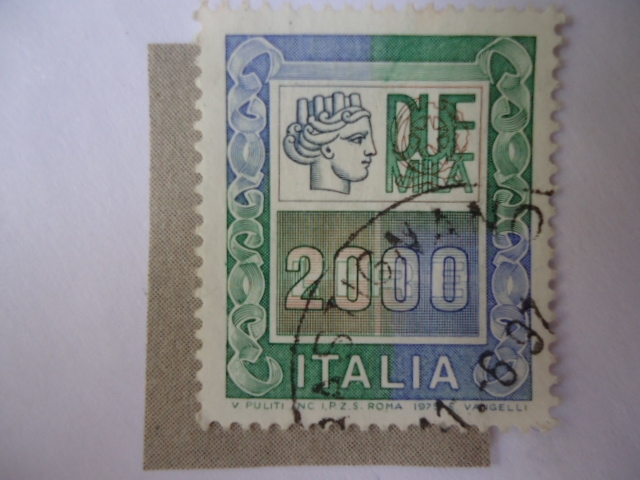 DUE
MILA
2000
ITALIA
V. PULITI INC I.P.Z.S. ROMA VANGELLI